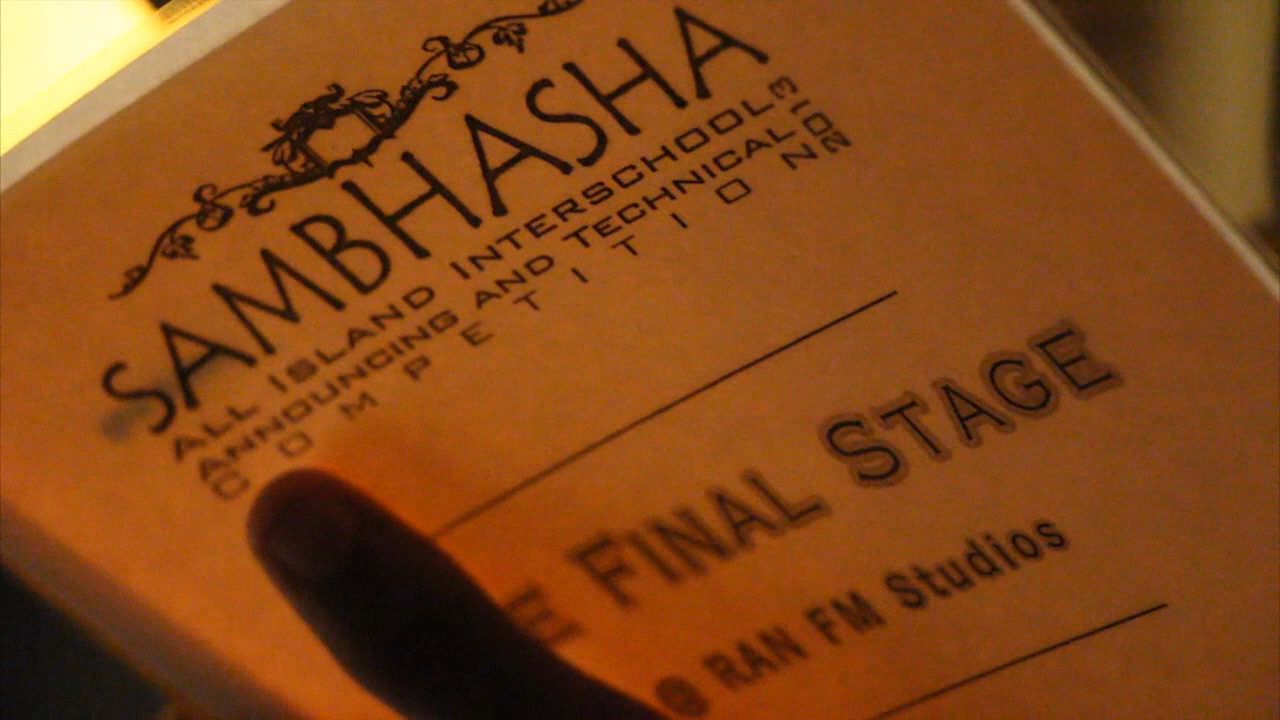 SAMBHASHA
ALL ISLAND INTERSCHOOL
ANNOUNCING AND TECHNICAL
COMPETITION
2013
E FINAL STAGE
@ RAN FM Studios